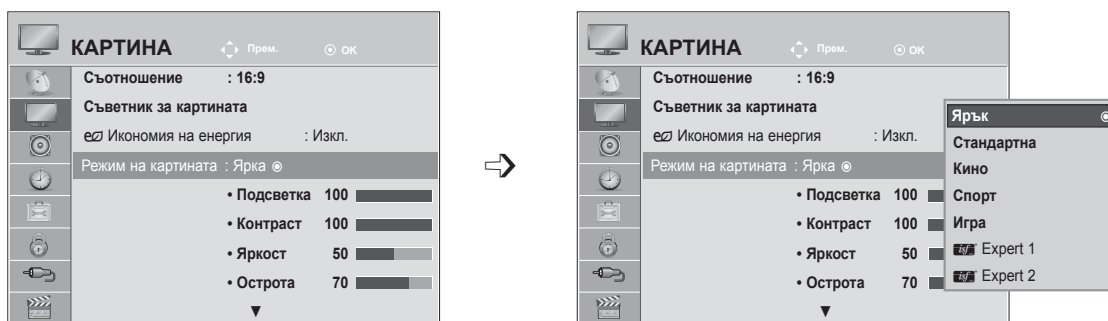 КАРТИНА Прем. OK
Съотношение : 16:9
Съветник за картината
e Икономия на енергия : Изкл.
Режим на картината : Ярка
• Подсветка 100
• Контраст 100
• Яркост 50
• Острота 70
▼
КАРТИНА Прем. OK
Съотношение : 16:9
Съветник за картината
e Икономия на енергия : Изкл.
Режим на картината : Ярка
• Подсветка 100
• Контраст 100
• Яркост 50
• Острота 70
▼
Ярък
Стандартна
Кино
Спорт
Игра
isf Expert 1
isf Expert 2